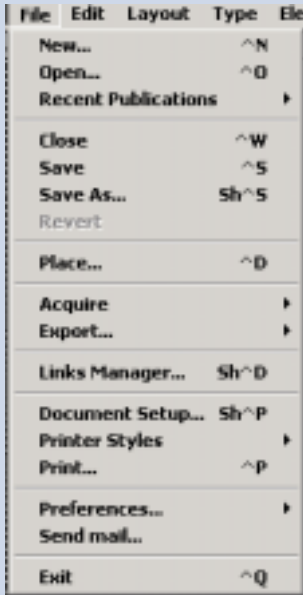 File Edit Layout Type Ele
New... ^N
Open... ^O
Recent Publications
Close ^W
Save ^S
Save As... Sh^S
Revert
Place... ^D
Acquire
Export...
Links Manager... Sh^D
Document Setup... Sh^P
Printer Styles
Print... ^P
Preferences...
Send mail...
Exit ^Q